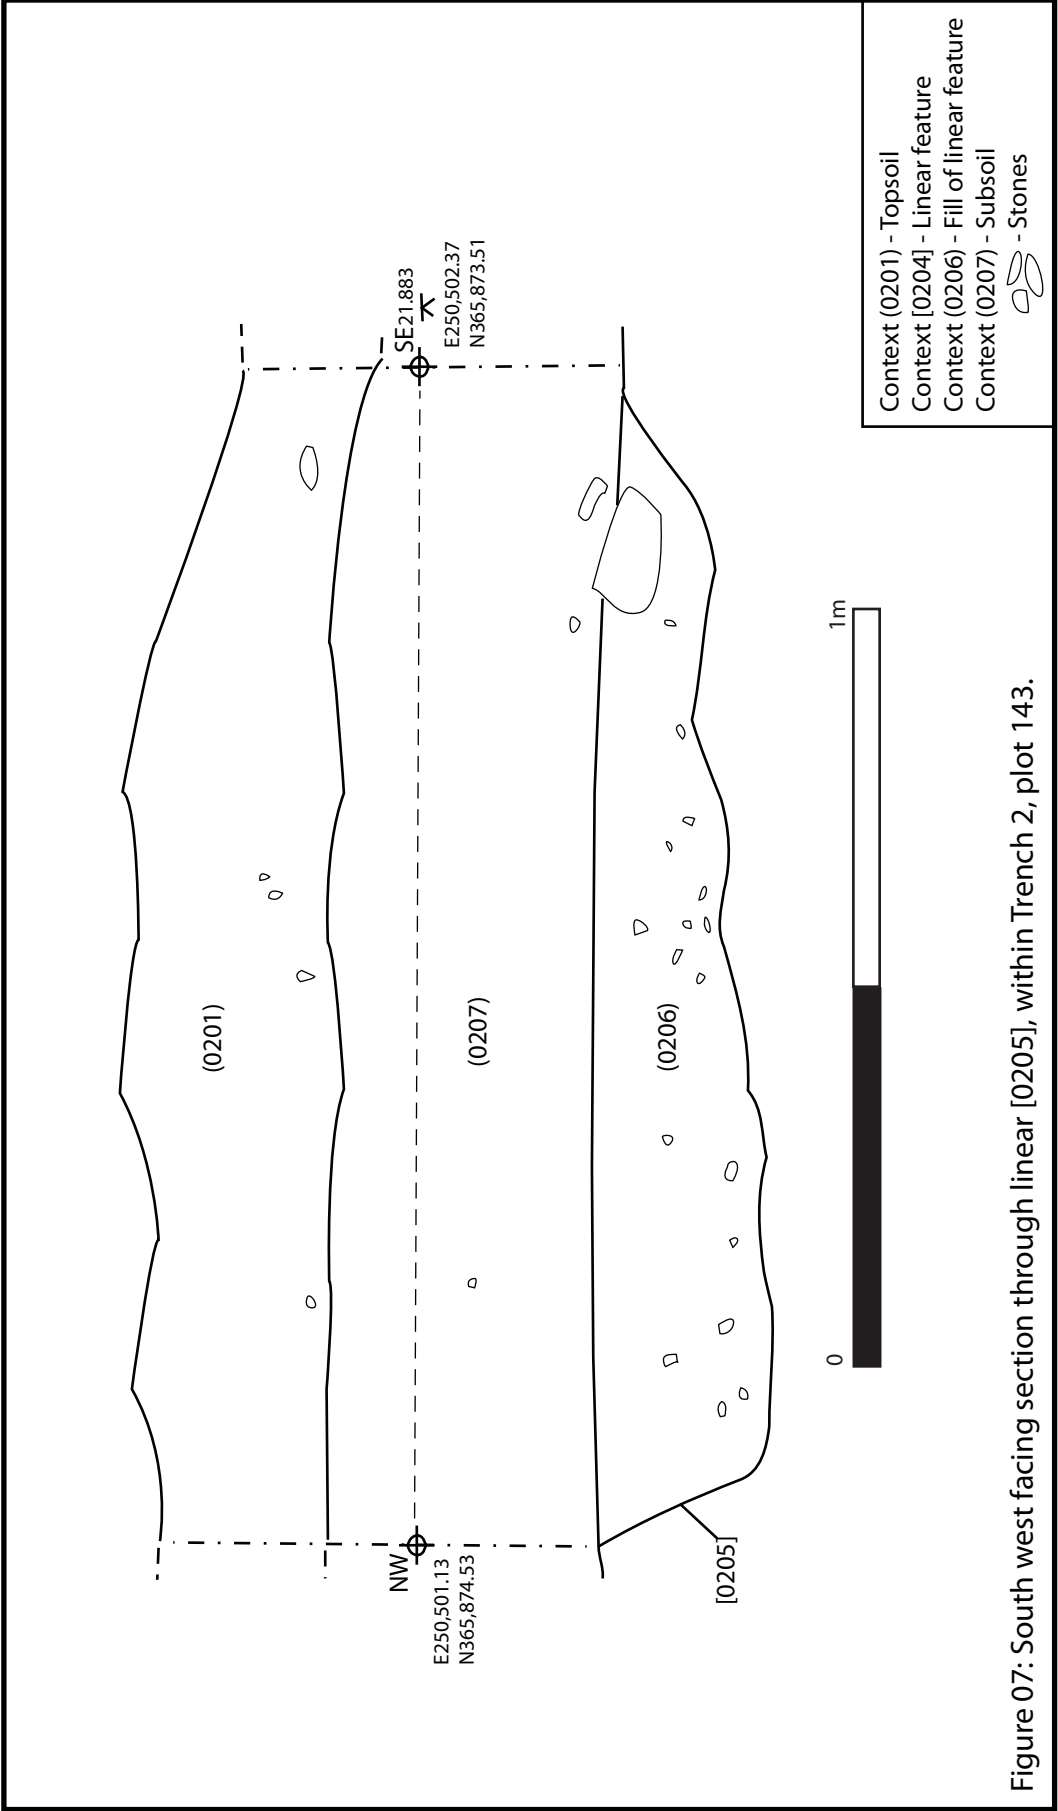 (0201)
(0207)
(0206)
NW
E250,501.13
N365,874.53
SE
21.883
E250,502.37
N365,873.51
[0205]
0
1m
Context (0201) - Topsoil
Context [0204] - Linear feature
Context (0206) - Fill of linear feature
Context (0207) - Subsoil
- Stones
Figure 07: South west facing section through linear [0205], within Trench 2, plot 143.